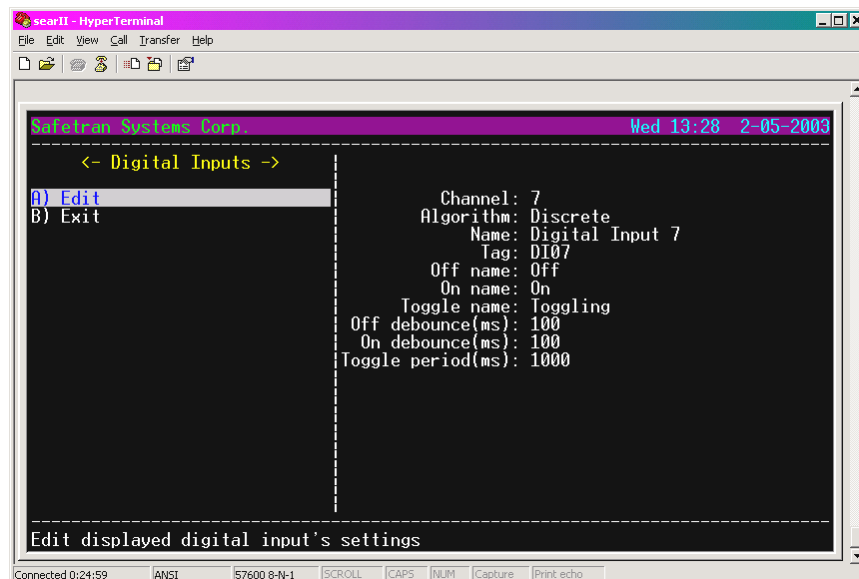 searII - HyperTerminal
File Edit View Call Transfer Help
Safetran Systems Corp. Wed 13:28 2-05-2003
<- Digital Inputs ->
A) Edit
B) Exit
Channel: 7
Algorithm: Discrete
Name: Digital Input 7
Tag: DI07
Off name: Off
On name: On
Toggle name: Toggling
Off debounce(ms): 100
On debounce(ms): 100
Toggle period(ms): 1000
Edit displayed digital input's settings
Connected 0:24:59 ANSI 57600 8-N-1 SCROLL CAPS NUM Capture Print echo